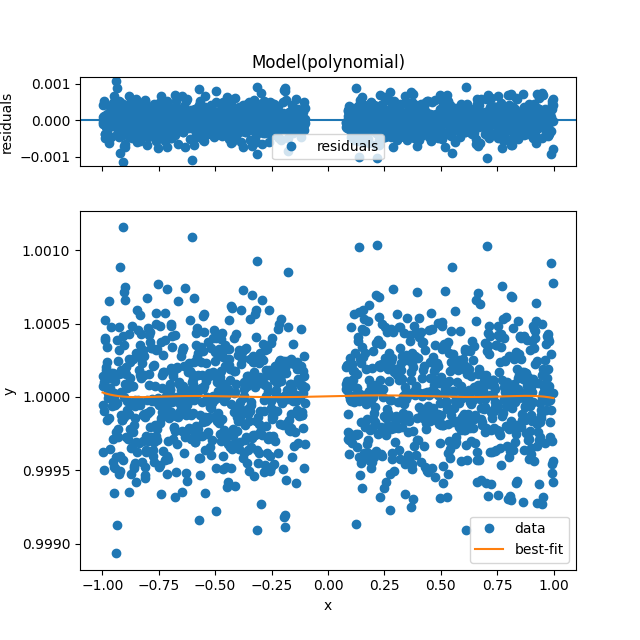 Model(polynomial)
residuals
0.001
0.000
−0.001
residuals
y
1.0010
1.0005
1.0000
0.9995
0.9990
data
best-fit
−1.00 −0.75 −0.50 −0.25 0.00 0.25 0.50 0.75 1.00
x